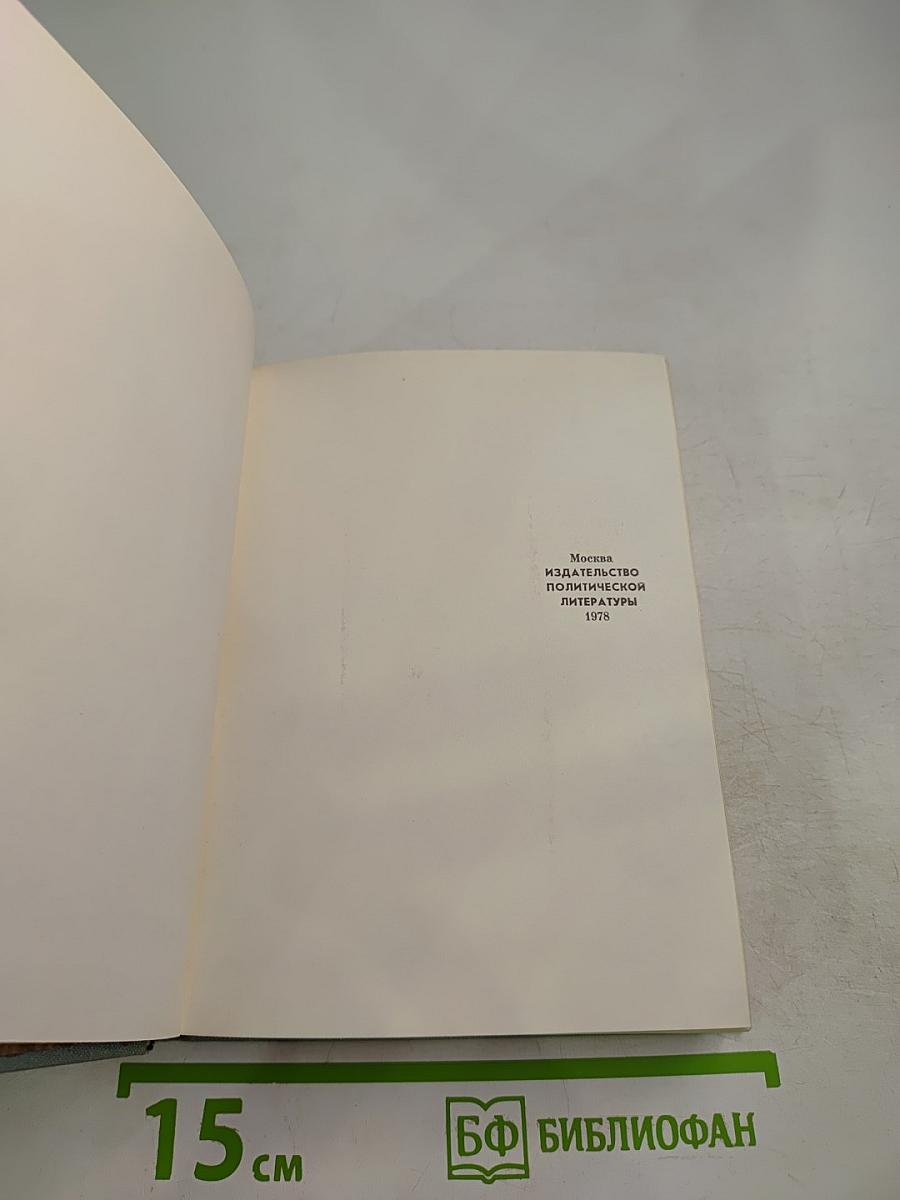 Москва
ИЗДАТЕЛЬСТВО
ПОЛИТИЧЕСКОЙ
ЛИТЕРАТУРЫ
1978
15 см
БФ БИБЛИОФАН